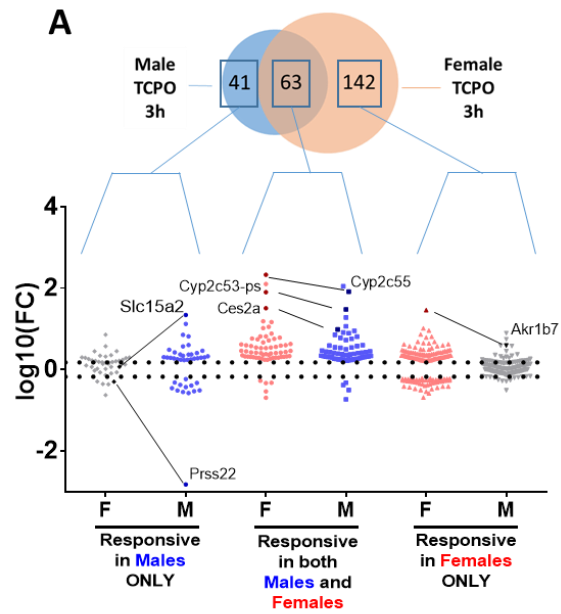 A
Male
TCPO
3h
41
63
142
Female
TCPO
3h
log10(FC)
4
2
0
-2
Slc15a2
Prss22
Cyp2c53-ps
Ces2a
Cyp2c55
Akr1b7
F
M
F
M
F
M
Responsive
in Males
ONLY
Responsive
in both
Males and
Females
Responsive
in Females
ONLY